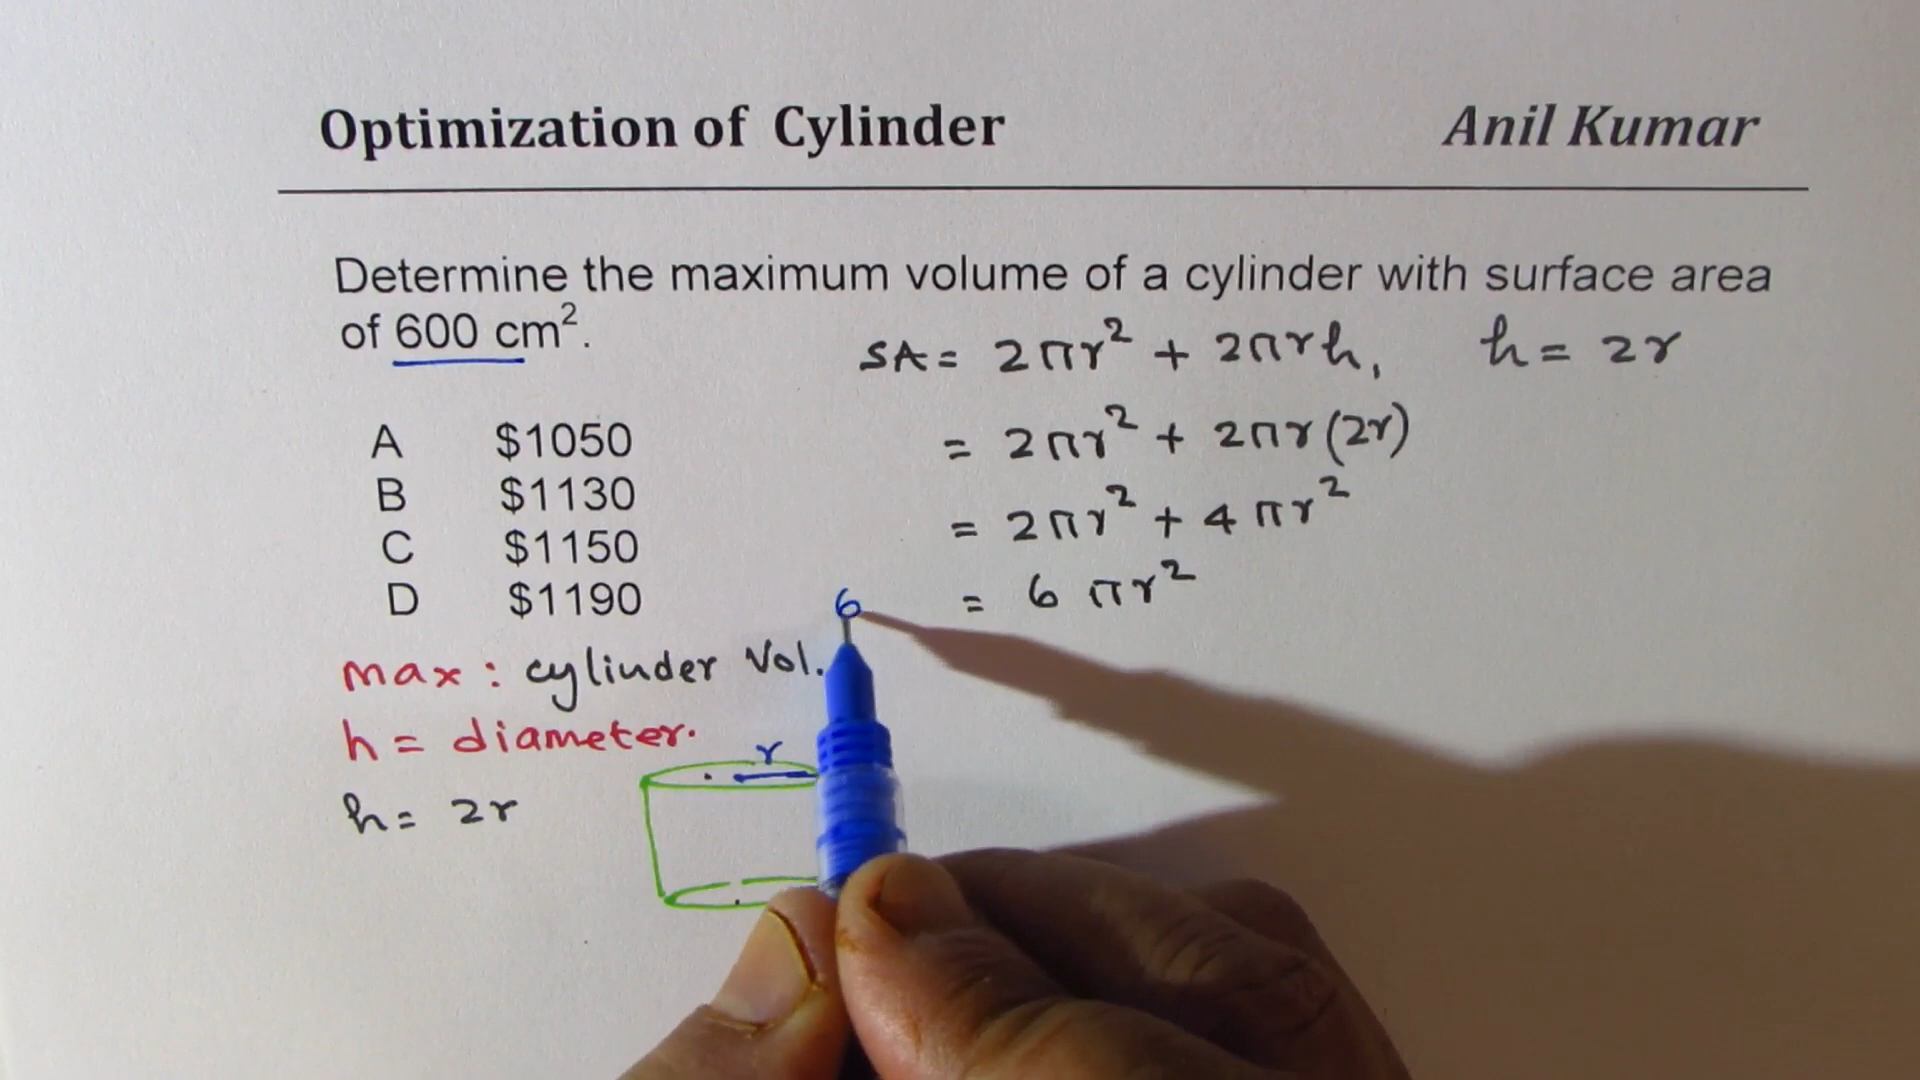 Optimization of Cylinder Anil Kumar
Determine the maximum volume of a cylinder with surface area
of 600 cm².
SA = 2πr² + 2πrh, h = 2r
= 2πr² + 2πr(2r)
= 2πr² + 4πr²
6 = 6πr²
A $1050
B $1130
C $1150
D $1190
max: cylinder Vol.
h = diameter.
h = 2r
r